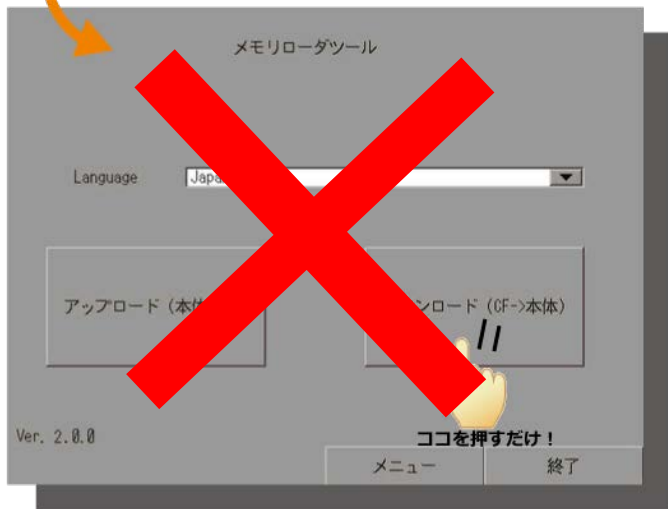 メモリローダツール
Language Japa
アップロード (本体
ンロード (CF->本体)
Ver. 2.0.0
ココを押すだけ!
メニュー 終了